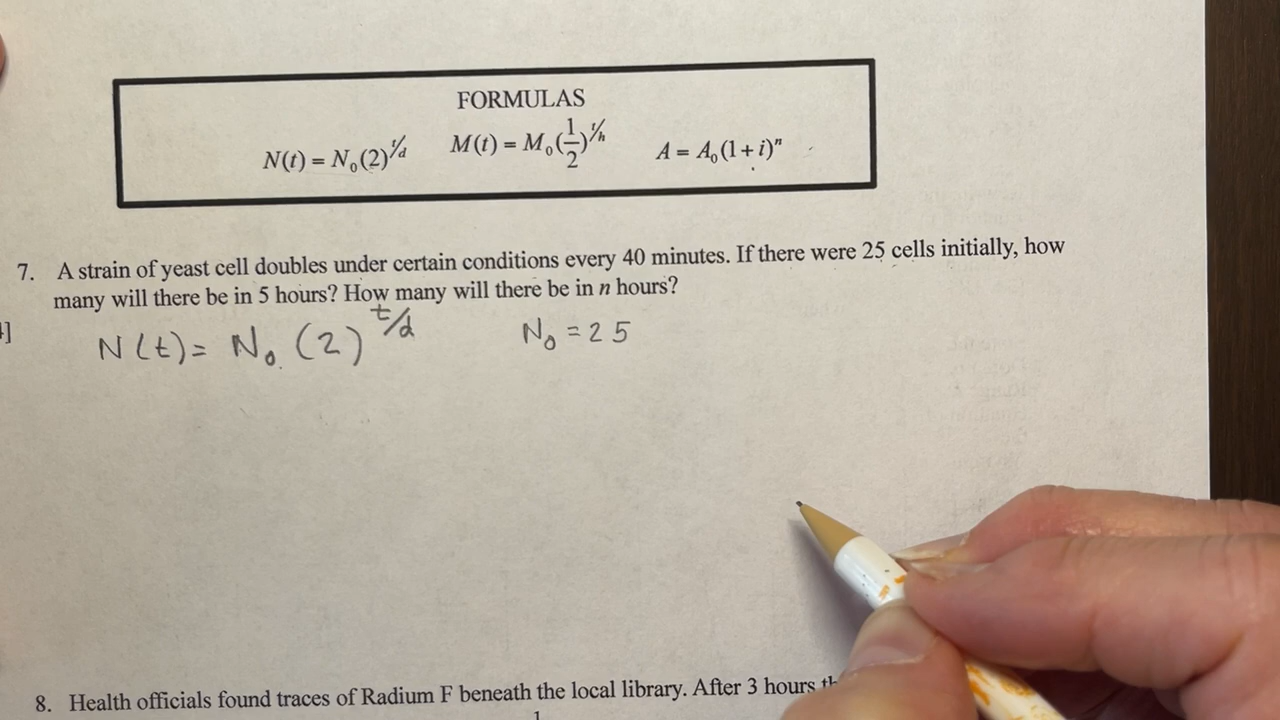 FORMULAS
N(t) = N₀(2)^(t/d) M(t) = M₀(1/2)^(t/h) A = A₀(1 + i)ⁿ
7. A strain of yeast cell doubles under certain conditions every 40 minutes. If there were 25 cells initially, how
many will there be in 5 hours? How many will there be in n hours?
]
N(t) = N₀ (2)^(t/d) N₀ = 25
8. Health officials found traces of Radium F beneath the local library. After 3 hours
1